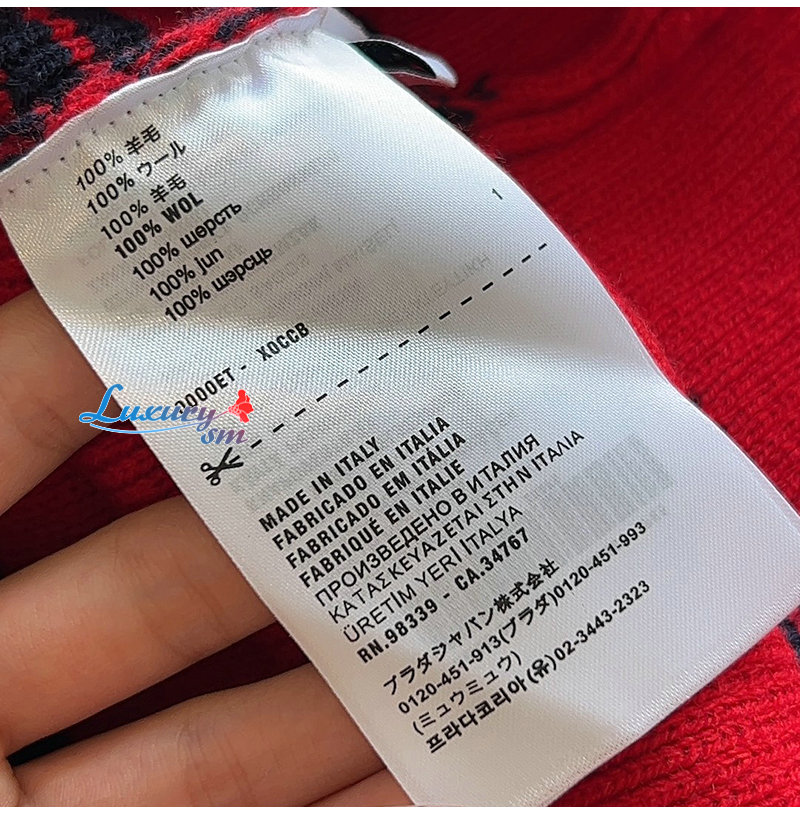 100% 羊毛
100% ウール
100% 羊毛
100% WOL
100% шерсть
100% jun
100% шэрсць
1
0000ET - X0CCB
Luxury
sm
MADE IN ITALY
FABRICADO EN ITALIA
FABRICADO EM ITÁLIA
FABRIQUÉ EN ITALIE
ПРОИЗВЕДЕНО В ИТАЛИЯ
ΚΑΤΑΣΚΕΥΑΖΕΤΑΙ ΣΤΗΝ ΙΤΑΛΙΑ
ÜRETİM YERİ İTALYA
RN.98339 - CA.34767
プラダジャパン株式会社
0120-451-913(プラダ)0120-451-993
(ミュウミュウ)
프라다코리아(유)02-3443-2323